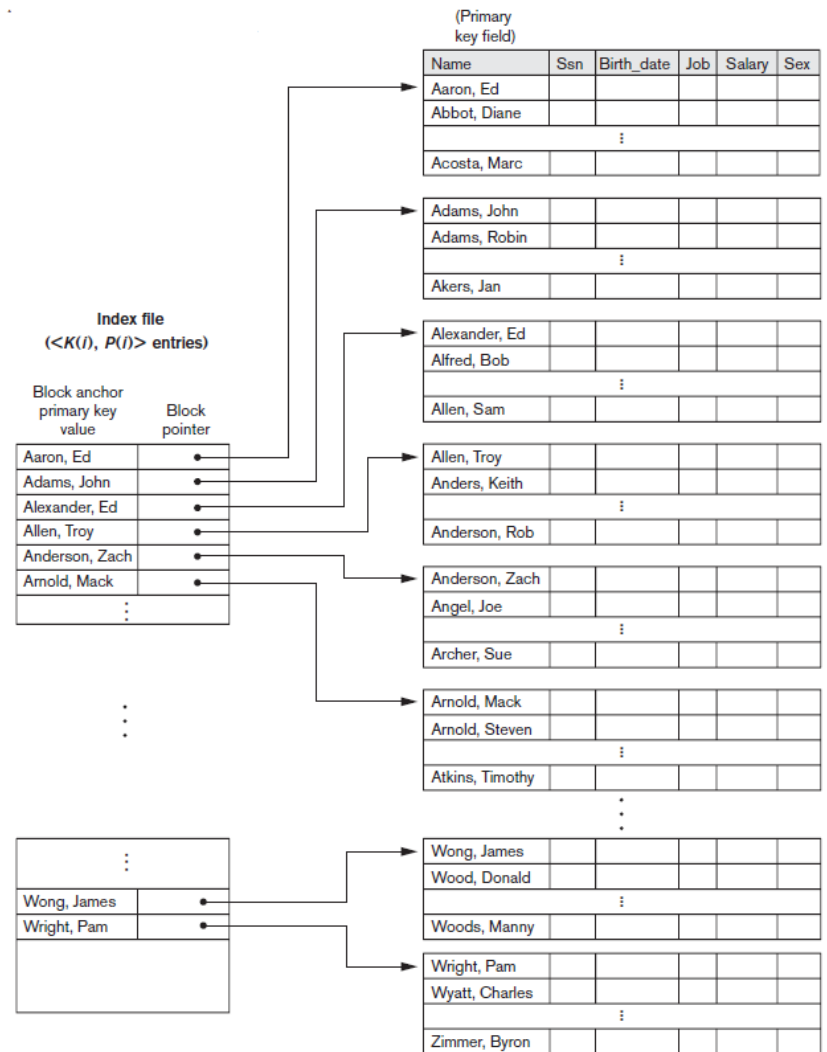 (Primary
key field)
Name Ssn Birth_date Job Salary Sex
Aaron, Ed
Abbot, Diane
⋮
Acosta, Marc
Adams, John
Adams, Robin
⋮
Akers, Jan
Alexander, Ed
Alfred, Bob
⋮
Allen, Sam
Allen, Troy
Anders, Keith
⋮
Anderson, Rob
Anderson, Zach
Angel, Joe
⋮
Archer, Sue
Arnold, Mack
Arnold, Steven
⋮
Atkins, Timothy
⋮
Wong, James
Wood, Donald
⋮
Woods, Manny
Wright, Pam
Wyatt, Charles
⋮
Zimmer, Byron
Index file
(<K(i), P(i)> entries)
Block anchor
primary key
value
Block
pointer
Aaron, Ed
Adams, John
Alexander, Ed
Allen, Troy
Anderson, Zach
Arnold, Mack
⋮
⋮
⋮
Wong, James
Wright, Pam